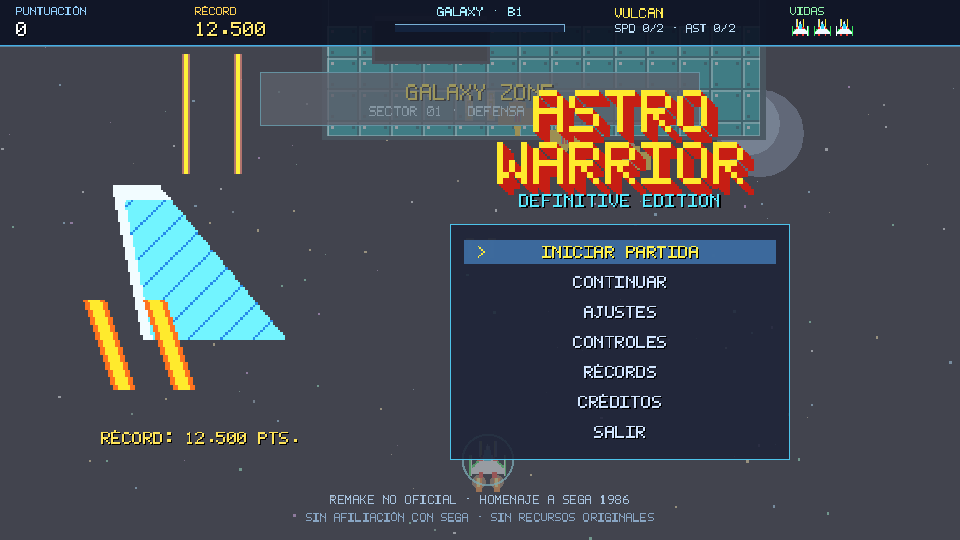 PUNTUACIÓN
0
RÉCORD
12.500
GALAXY · B1
VULCAN
SPD 0/2 · AST 0/2
VIDAS
GALAXY ZONE
SECTOR 01 · DEFENSA
ASTRO
WARRIOR
DEFINITIVE EDITION
> INICIAR PARTIDA
CONTINUAR
AJUSTES
CONTROLES
RÉCORDS
CRÉDITOS
SALIR
RÉCORD: 12.500 PTS.
REMAKE NO OFICIAL · HOMENAJE A SEGA 1986
SIN AFILIACIÓN CON SEGA · SIN RECURSOS ORIGINALES